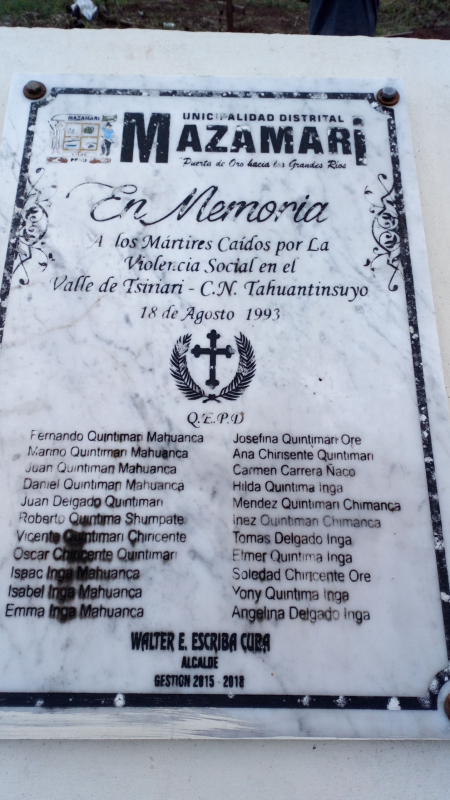 UNICIPALIDAD DISTRITAL
MAZAMARI
Puerta de Oro hacia los Grandes Rios
MAZAMARI
En Memoria
A los Mártires Caídos por La
Violencia Social en el
Valle de Tsiriari - C.N. Tahuantinsuyo
18 de Agosto 1993
Q.E.P.D
Fernando Quintimari Mahuanca
Marino Quintimari Mahuanca
Juan Quintimari Mahuanca
Daniel Quintimari Mahuanca
Juan Delgado Quintimari
Roberto Quintima Shumpate
Vicente Quintimari Chiricente
Oscar Chiricente Quintimari
Isaac Inga Mahuanca
Isabel Inga Mahuanca
Emma Inga Mahuanca
Josefina Quintimari Ore
Ana Chirisente Quintimari
Carmen Carrera Ñaco
Hilda Quintima Inga
Mendez Quintimari Chimanca
Inez Quintimari Chimanca
Tomas Delgado Inga
Elmer Quintima Inga
Soledad Chiricente Ore
Yony Quintima Inga
Angelina Delgado Inga
WALTER E. ESCRIBA CUBA
ALCALDE
GESTION 2015 - 2018